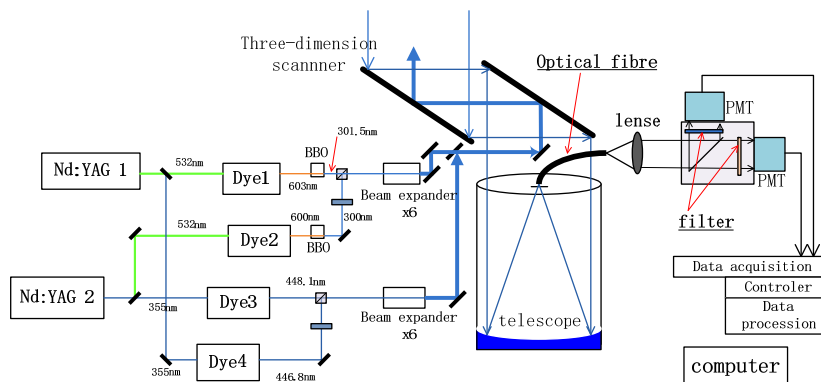 Three-dimension
scannner
Optical fibre
PMT
lense
301.5nm
Nd:YAG 1
532nm
Dye1
BBO
603nm
Beam expander
x6
PMT
filter
600nm
300nm
532nm
Dye2
BBO
Nd:YAG 2
355nm
Dye3
448.1nm
Beam expander
x6
telescope
Data acquisition
Controler
Data
procession
355nm
Dye4
446.8nm
computer